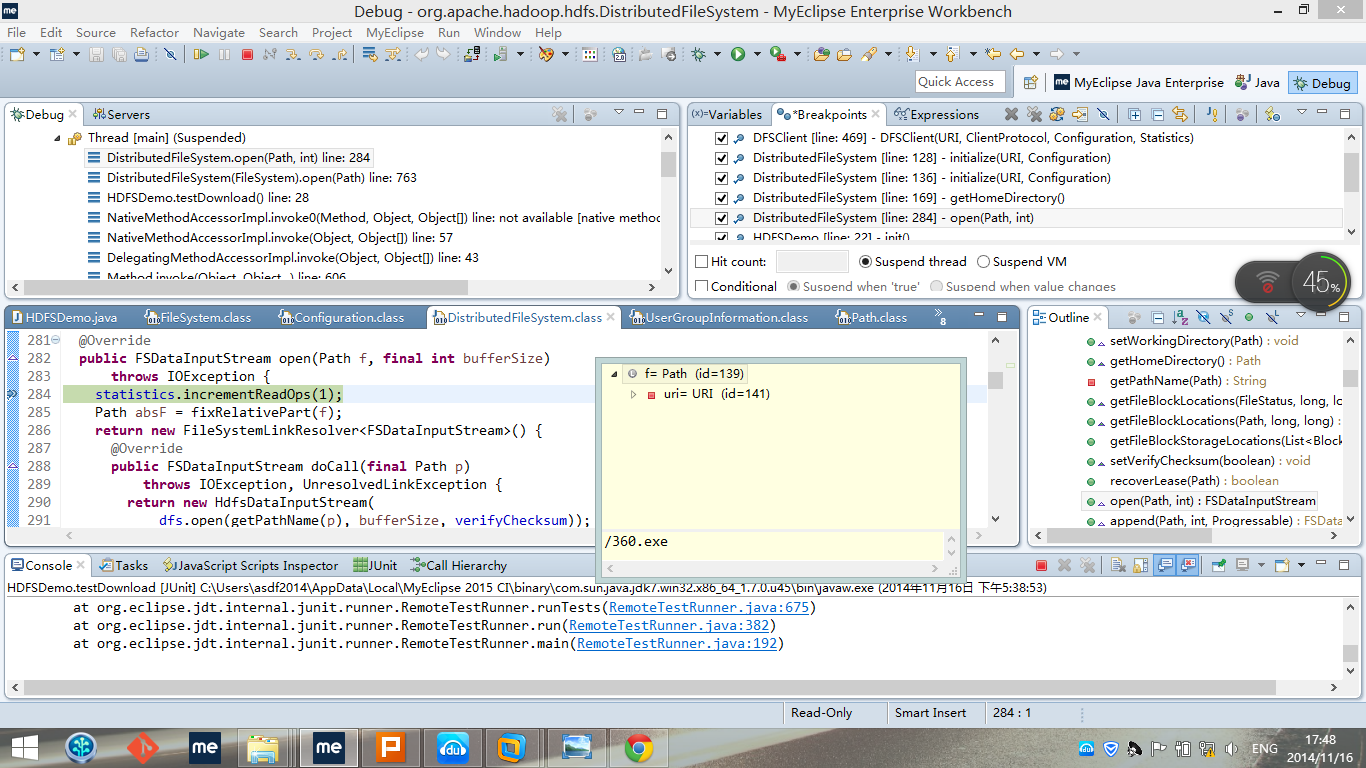 Debug - org.apache.hadoop.hdfs.DistributedFileSystem - MyEclipse Enterprise Workbench
File Edit Source Refactor Navigate Search Project MyEclipse Run Window Help
Quick Access MyEclipse Java Enterprise Java Debug
Debug Servers
Thread [main] (Suspended)
DistributedFileSystem.open(Path, int) line: 284
DistributedFileSystem(FileSystem).open(Path) line: 763
HDFSDemo.testDownload() line: 28
NativeMethodAccessorImpl.invoke0(Method, Object, Object[]) line: not available [native metho
NativeMethodAccessorImpl.invoke(Object, Object[]) line: 57
DelegatingMethodAccessorImpl.invoke(Object, Object[]) line: 43
Method.invoke(Object, Object...) line: 606
(x)= Variables *Breakpoints Expressions
DFSClient [line: 469] - DFSClient(URI, ClientProtocol, Configuration, Statistics)
DistributedFileSystem [line: 128] - initialize(URI, Configuration)
DistributedFileSystem [line: 136] - initialize(URI, Configuration)
DistributedFileSystem [line: 169] - getHomeDirectory()
DistributedFileSystem [line: 284] - open(Path, int)
HDFSDemo [line: 22] - init()
Hit count: Suspend thread Suspend VM
Conditional Suspend when 'true' Suspend when value changes
45%
HDFSDemo.java FileSystem.class Configuration.class DistributedFileSystem.class UserGroupInformation.class Path.class »8
281 @Override
282 public FSDataInputStream open(Path f, final int bufferSize)
283 throws IOException {
284 statistics.incrementReadOps(1);
285 Path absF = fixRelativePart(f);
286 return new FileSystemLinkResolver<FSDataInputStream>() {
287 @Override
288 public FSDataInputStream doCall(final Path p)
289 throws IOException, UnresolvedLinkException {
290 return new HdfsDataInputStream(
291 dfs.open(getPathName(p), bufferSize, verifyChecksum));
f= Path (id=139)
uri= URI (id=141)
/360.exe
Outline
setWorkingDirectory(Path) : void
getHomeDirectory() : Path
getPathName(Path) : String
getFileBlockLocations(FileStatus, long, lc
getFileBlockLocations(Path, long, long) :
getFileBlockStorageLocations(List<Block
setVerifyChecksum(boolean) : void
recoverLease(Path) : boolean
open(Path, int) : FSDataInputStream
append(Path, int, Progressable) : FSData
Console Tasks JavaScript Scripts Inspector JUnit Call Hierarchy
HDFSDemo.testDownload [JUnit] C:\Users\asdf2014\AppData\Local\MyEclipse 2015 CI\binary\com.sun.java.jdk7.win32.x86_64_1.7.0.u45\bin\javaw.exe (2014年11月16日 下午5:38:53)
at org.eclipse.jdt.internal.junit.runner.RemoteTestRunner.runTests(RemoteTestRunner.java:675)
at org.eclipse.jdt.internal.junit.runner.RemoteTestRunner.run(RemoteTestRunner.java:382)
at org.eclipse.jdt.internal.junit.runner.RemoteTestRunner.main(RemoteTestRunner.java:192)
Read-Only Smart Insert 284 : 1
ENG
17:48
2014/11/16